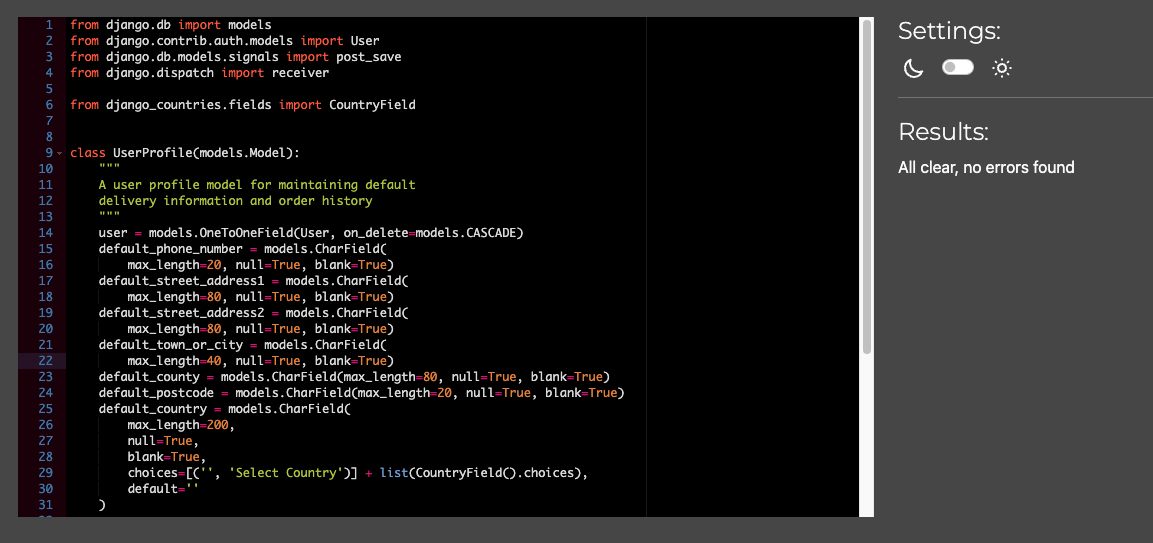 1 from django.db import models
2 from django.contrib.auth.models import User
3 from django.db.models.signals import post_save
4 from django.dispatch import receiver
5
6 from django_countries.fields import CountryField
7
8
9 class UserProfile(models.Model):
10     """
11     A user profile model for maintaining default
12     delivery information and order history
13     """
14     user = models.OneToOneField(User, on_delete=models.CASCADE)
15     default_phone_number = models.CharField(
16         max_length=20, null=True, blank=True)
17     default_street_address1 = models.CharField(
18         max_length=80, null=True, blank=True)
19     default_street_address2 = models.CharField(
20         max_length=80, null=True, blank=True)
21     default_town_or_city = models.CharField(
22         max_length=40, null=True, blank=True)
23     default_county = models.CharField(max_length=80, null=True, blank=True)
24     default_postcode = models.CharField(max_length=20, null=True, blank=True)
25     default_country = models.CharField(
26         max_length=200,
27         null=True,
28         blank=True,
29         choices=[('', 'Select Country')] + list(CountryField().choices),
30         default=''
31     )
Settings:
Results:
All clear, no errors found